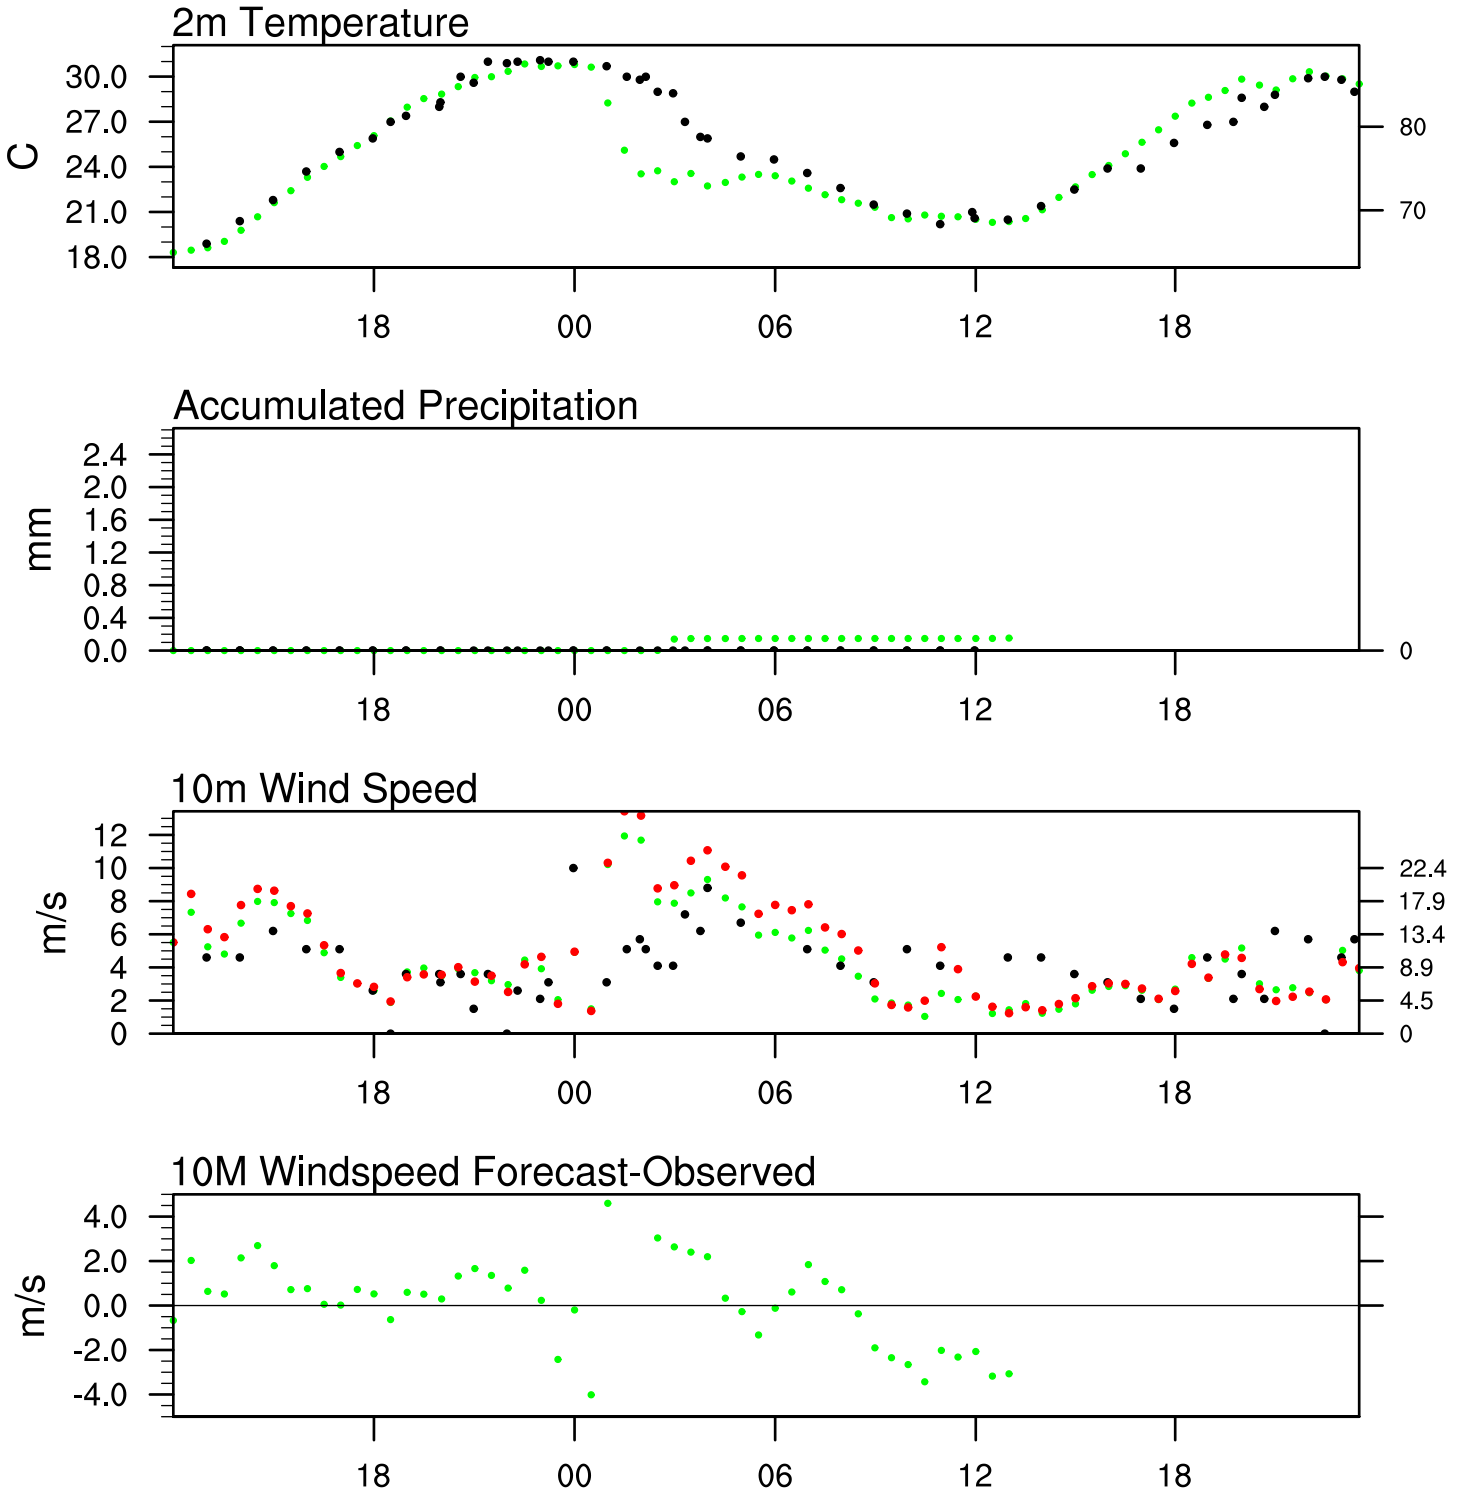 2m Temperature
30.0
27.0
24.0
21.0
18.0
C
80
70
18 00 06 12 18
Accumulated Precipitation
2.4
2.0
1.6
1.2
0.8
0.4
0.0
mm
0
18 00 06 12 18
10m Wind Speed
12
10
8
6
4
2
0
m/s
22.4
17.9
13.4
8.9
4.5
0
18 00 06 12 18
10M Windspeed Forecast-Observed
4.0
2.0
0.0
-2.0
-4.0
m/s
18 00 06 12 18